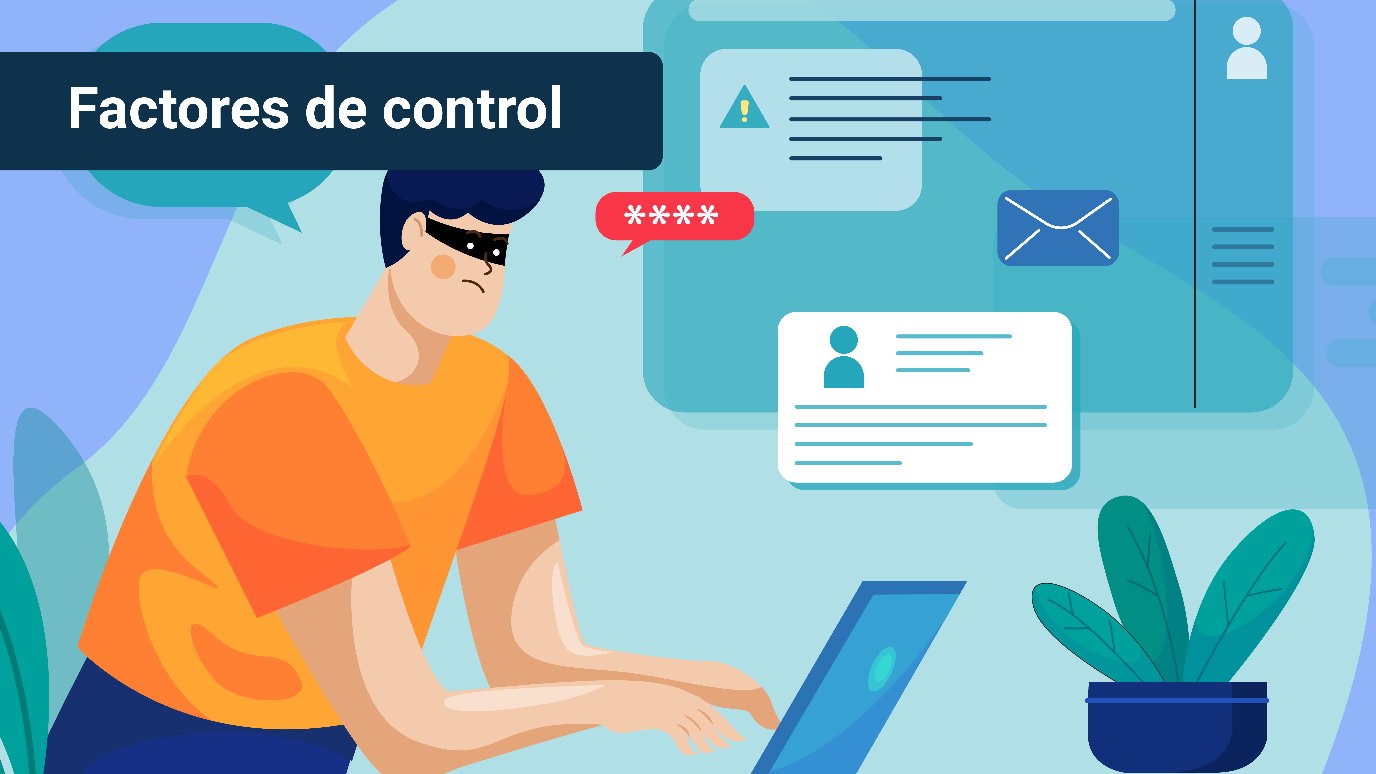 Factores de control
****